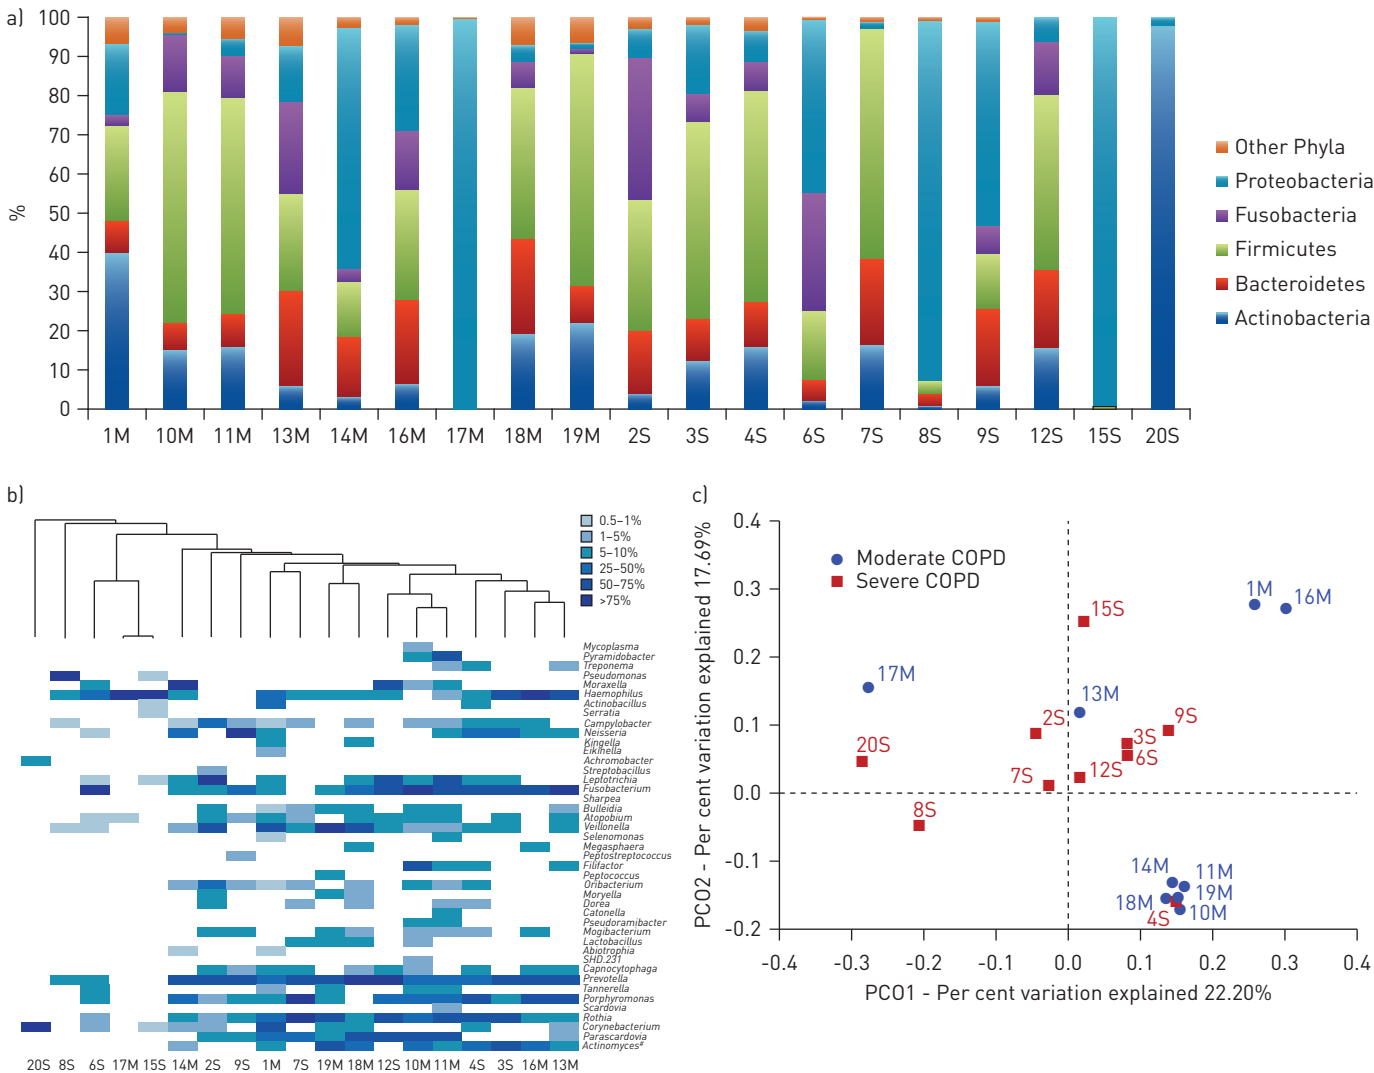 a)
100
90
80
70
60
50
40
30
20
10
0
%
1M 10M 11M 13M 14M 16M 17M 18M 19M 2S 3S 4S 6S 7S 8S 9S 12S 15S 20S
Other Phyla
Proteobacteria
Fusobacteria
Firmicutes
Bacteroidetes
Actinobacteria
b)
0.5–1%
1–5%
5–10%
25–50%
50–75%
>75%
Mycoplasma
Pyramidobacter
Treponema
Pseudomonas
Moraxella
Haemophilus
Actinobacillus
Serratia
Campylobacter
Neisseria
Kingella
Eikinella
Achromobacter
Streptobacillus
Leptotrichia
Fusobacterium
Sharpea
Bulleidia
Atopobium
Veillonella
Selenomonas
Megasphaera
Peptostreptococcus
Filifactor
Peptococcus
Oribacterium
Moryella
Dorea
Catonella
Pseudoramibacter
Mogibacterium
Lactobacillus
Abiotrophia
SHD.231
Capnocytophaga
Prevotella
Tannerella
Porphyromonas
Scardovia
Rothia
Corynebacterium
Parascardovia
Actinomyces#
20S 8S 6S 17M 15S 14M 2S 9S 1M 7S 19M 18M 12S 10M 11M 4S 3S 16M 13M
c)
PCO2 - Per cent variation explained 17.69%
0.4
0.3
0.2
0.1
0.0
-0.1
-0.2
Moderate COPD
Severe COPD
1M
16M
15S
17M
13M
2S
9S
3S
6S
20S
7S
12S
8S
14M
11M
19M
18M
10M
4S
-0.4 -0.3 -0.2 -0.1 0.0 0.1 0.2 0.3 0.4
PCO1 - Per cent variation explained 22.20%